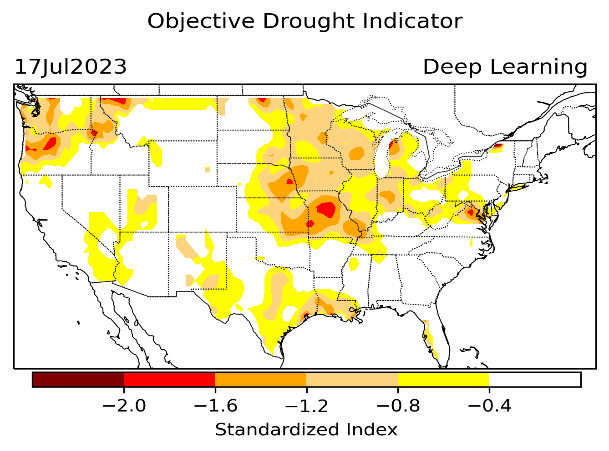 Objective Drought Indicator
17Jul2023 Deep Learning
−2.0 −1.6 −1.2 −0.8 −0.4
Standardized Index